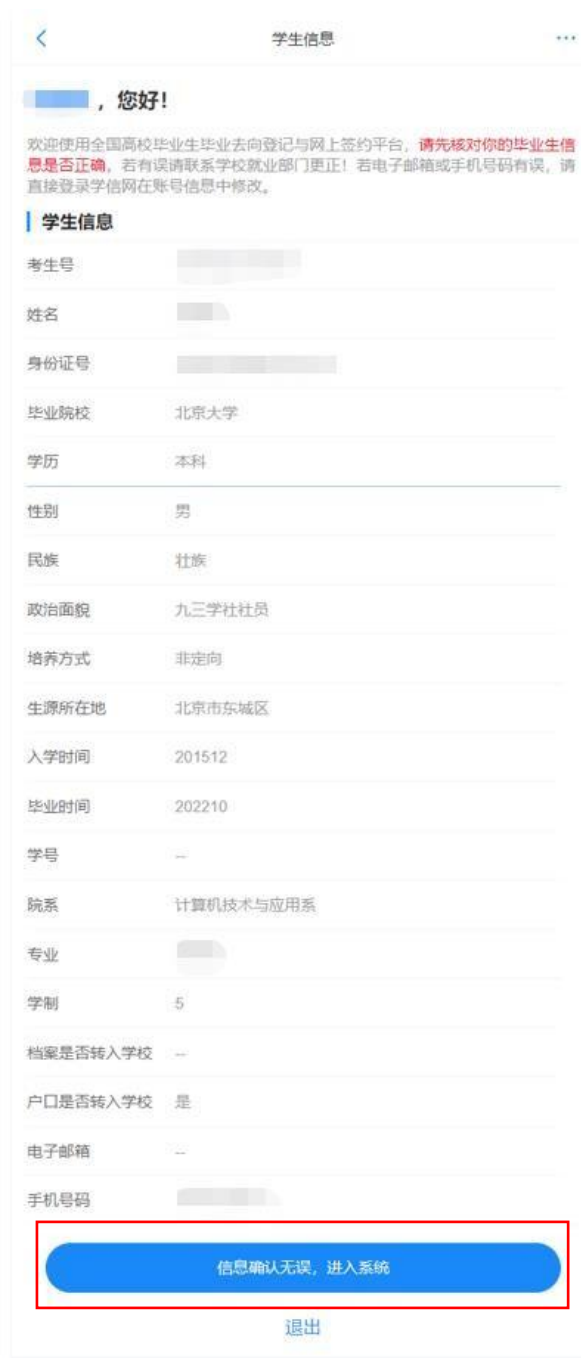 学生信息
，您好！
欢迎使用全国高校毕业生毕业去向登记与网上签约平台，请先核对你的毕业生信
息是否正确，若有误请联系学校就业部门更正！若电子邮箱或手机号码有误，请
直接登录学信网在账号信息中修改。
学生信息
考生号
姓名
身份证号
毕业院校 北京大学
学历 本科
性别 男
民族 壮族
政治面貌 九三学社社员
培养方式 非定向
生源所在地 北京市东城区
入学时间 201512
毕业时间 202210
学号 --
院系 计算机技术与应用系
专业
学制 5
档案是否转入学校 --
户口是否转入学校 是
电子邮箱 --
手机号码
信息确认无误，进入系统
退出